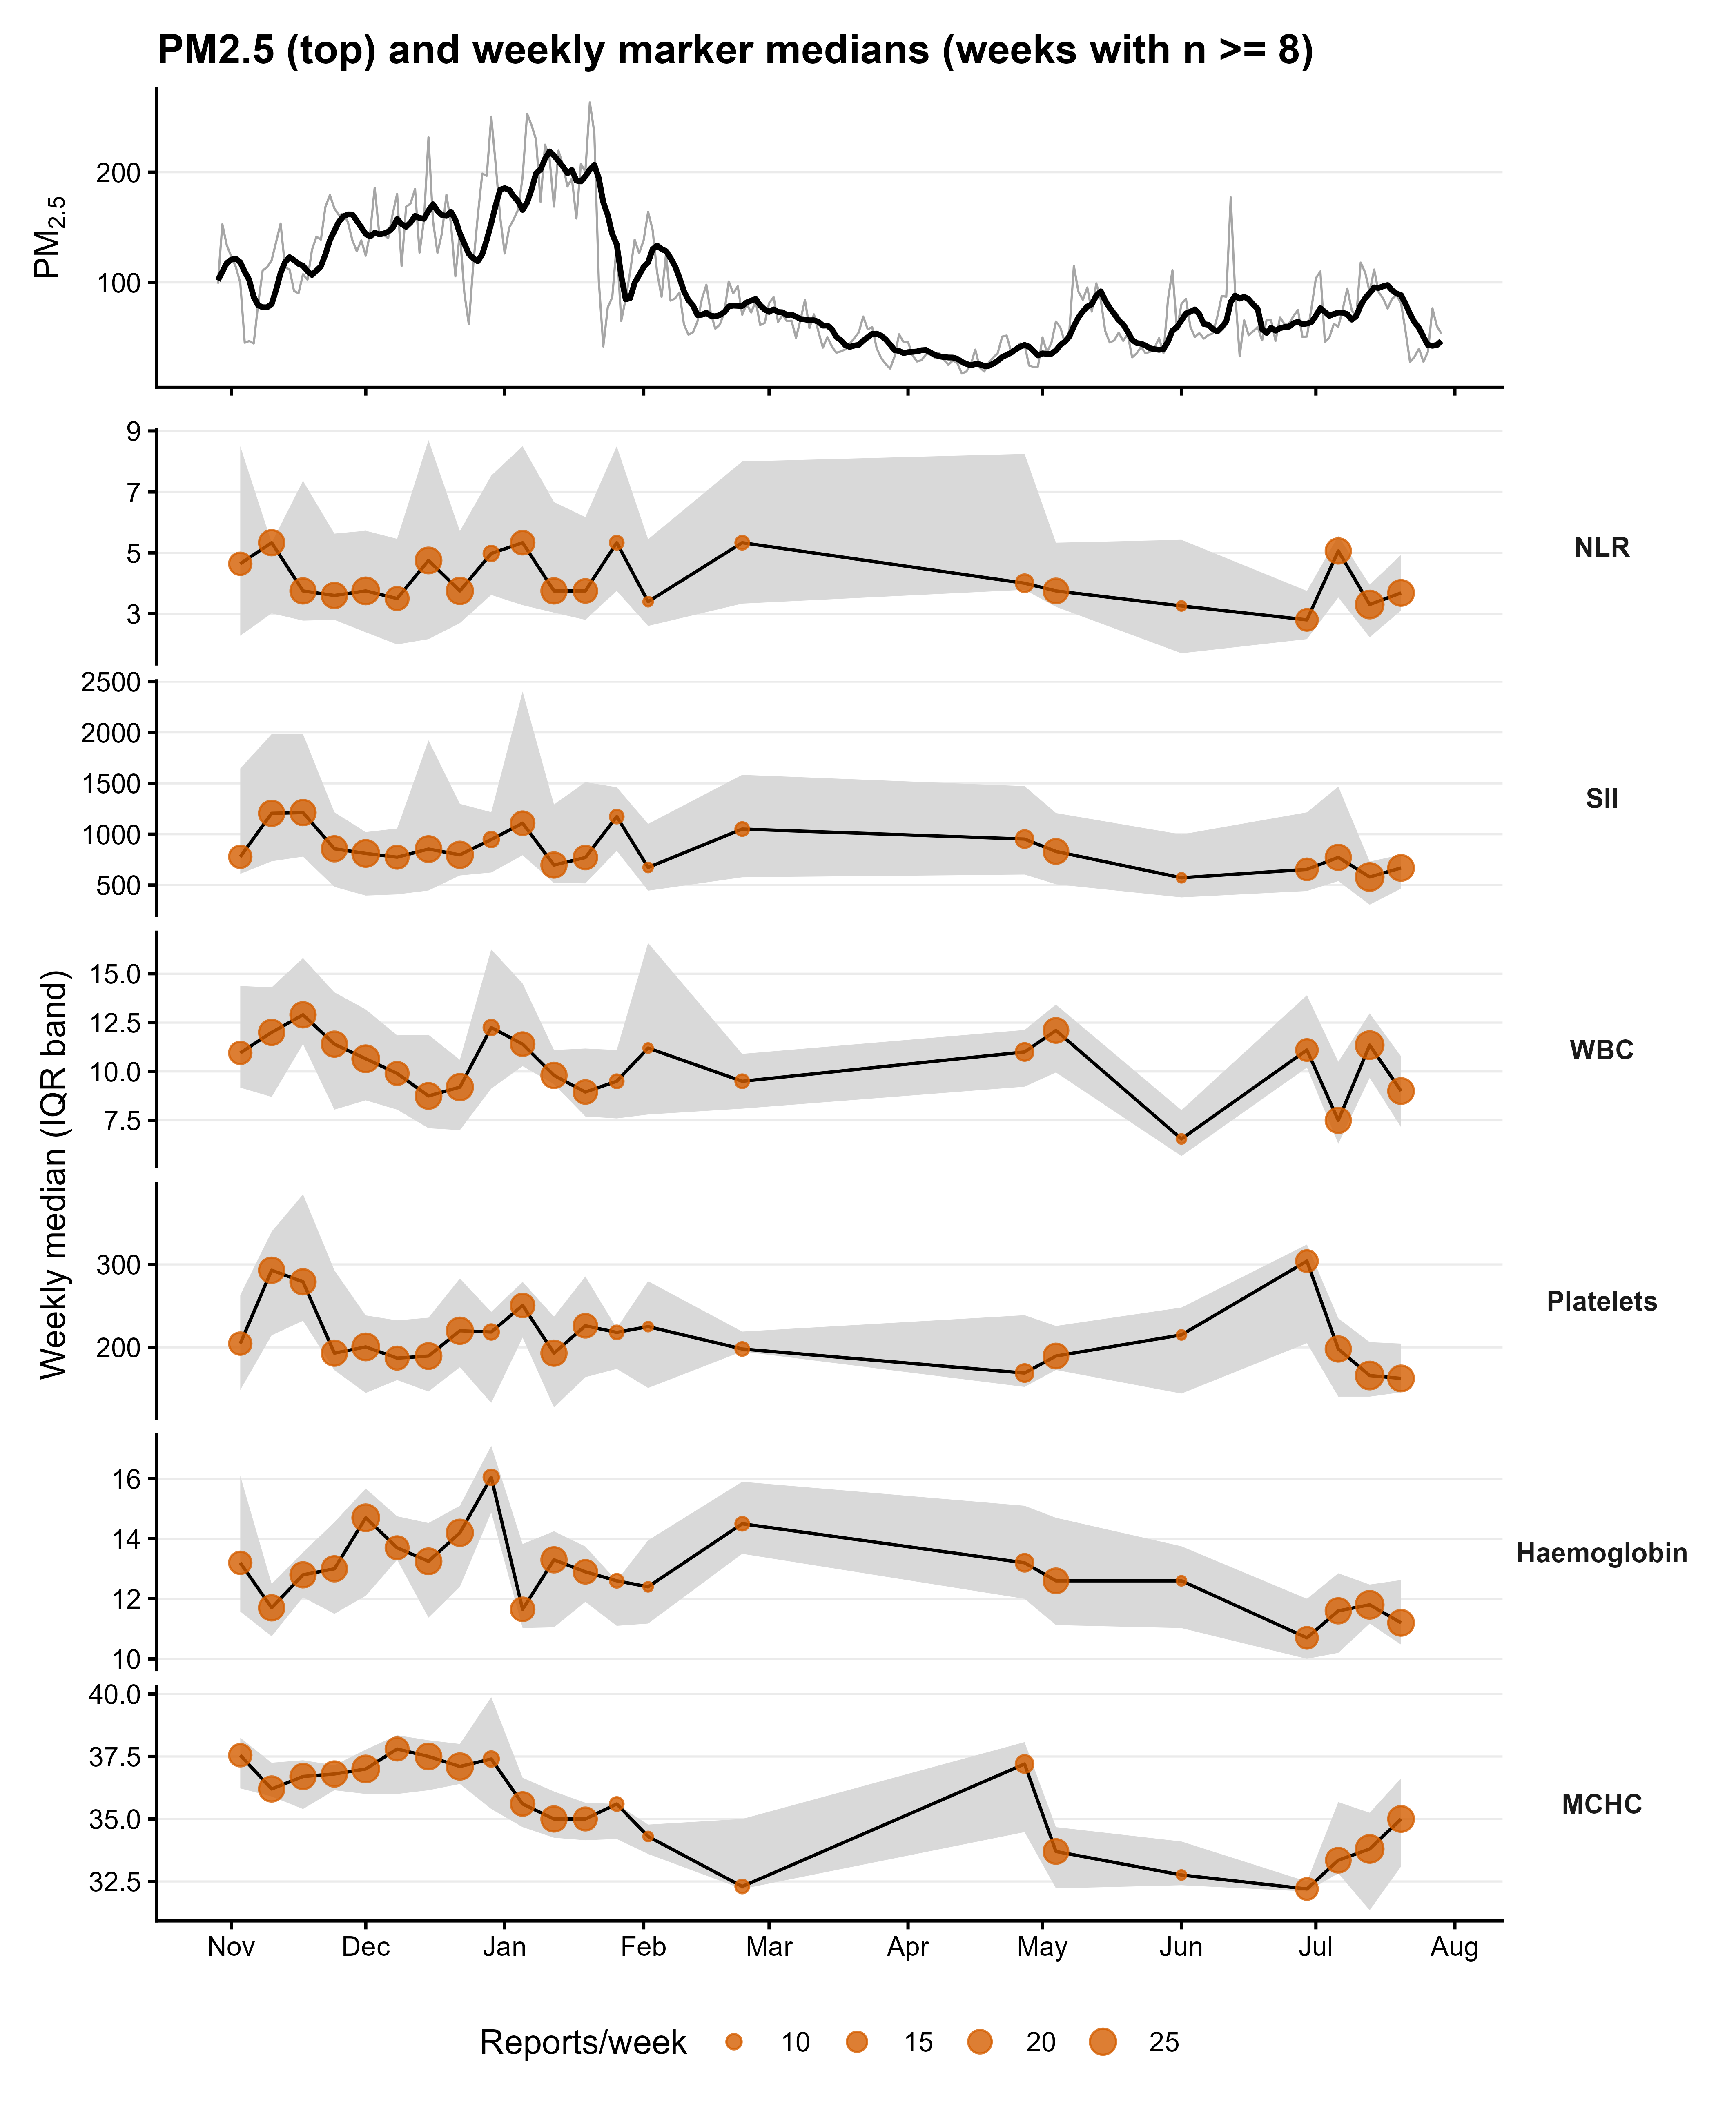 PM2.5 (top) and weekly marker medians (weeks with n >= 8)
PM2.5
200
100
Weekly median (IQR band)
9
7
5
3
NLR
2500
2000
1500
1000
500
SII
15.0
12.5
10.0
7.5
WBC
300
200
Platelets
16
14
12
10
Haemoglobin
40.0
37.5
35.0
32.5
MCHC
Nov Dec Jan Feb Mar Apr May Jun Jul Aug
Reports/week 10 15 20 25